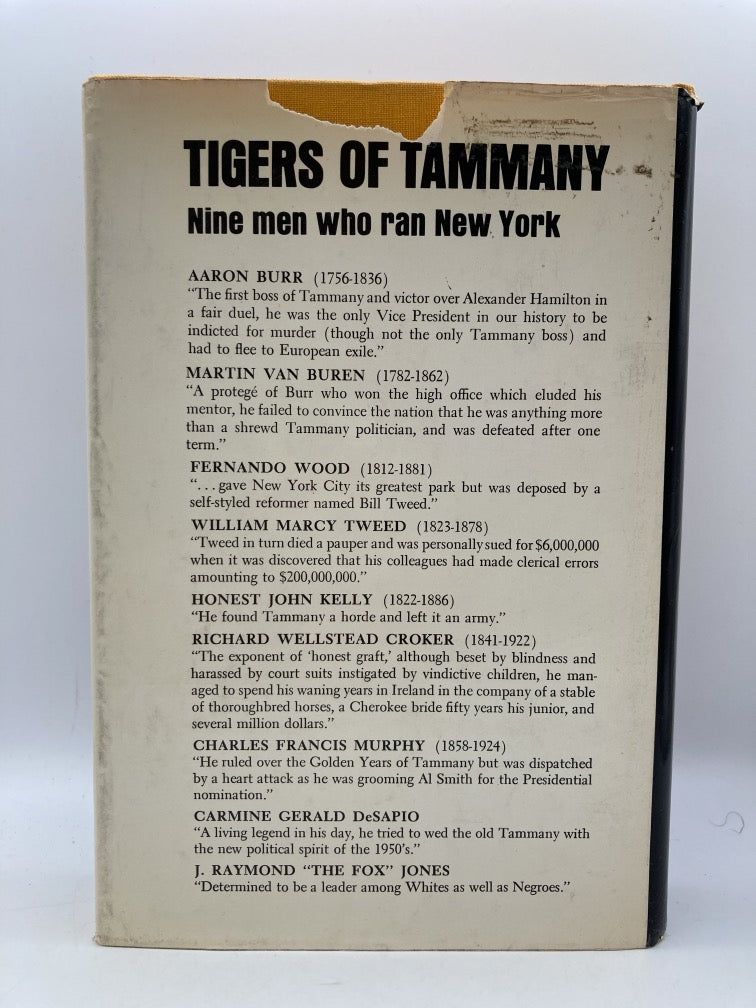 TIGERS OF TAMMANY
Nine men who ran New York
AARON BURR (1756-1836)
“The first boss of Tammany and victor over Alexander Hamilton in
a fair duel, he was the only Vice President in our history to be
indicted for murder (though not the only Tammany boss) and
had to flee to European exile.”
MARTIN VAN BUREN (1782-1862)
“A protegé of Burr who won the high office which eluded his
mentor, he failed to convince the nation that he was anything more
than a shrewd Tammany politician, and was defeated after one
term.”
FERNANDO WOOD (1812-1881)
“...gave New York City its greatest park but was deposed by a
self-styled reformer named Bill Tweed.”
WILLIAM MARCY TWEED (1823-1878)
“Tweed in turn died a pauper and was personally sued for $6,000,000
when it was discovered that his colleagues had made clerical errors
amounting to $200,000,000.”
HONEST JOHN KELLY (1822-1886)
“He found Tammany a horde and left it an army.”
RICHARD WELLSTEAD CROKER (1841-1922)
“The exponent of ‘honest graft,’ although beset by blindness and
harassed by court suits instigated by vindictive children, he man-
aged to spend his waning years in Ireland in the company of a stable
of thoroughbred horses, a Cherokee bride fifty years his junior, and
several million dollars.”
CHARLES FRANCIS MURPHY (1858-1924)
“He ruled over the Golden Years of Tammany but was dispatched
by a heart attack as he was grooming Al Smith for the Presidential
nomination.”
CARMINE GERALD DeSAPIO
“A living legend in his day, he tried to wed the old Tammany with
the new political spirit of the 1950's.”
J. RAYMOND “THE FOX” JONES
“Determined to be a leader among Whites as well as Negroes.”